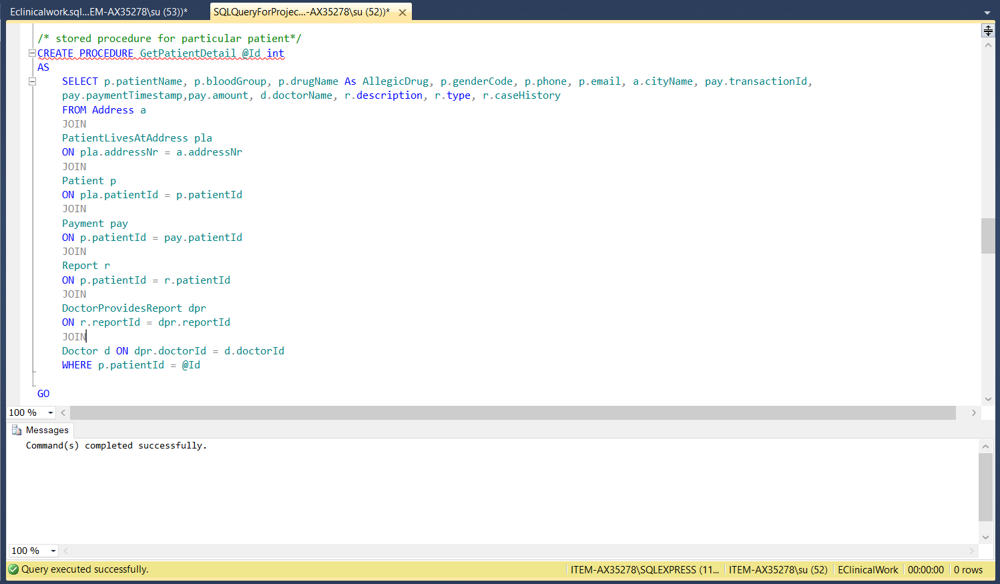 Eclinicalwork.sql...EM-AX35278\su (53))* SQLQueryForProjec...-AX35278\su (52))*
/* stored procedure for particular patient*/
CREATE PROCEDURE GetPatientDetail @Id int
AS
SELECT p.patientName, p.bloodGroup, p.drugName As AllegicDrug, p.genderCode, p.phone, p.email, a.cityName, pay.transactionId,
pay.paymentTimestamp,pay.amount, d.doctorName, r.description, r.type, r.caseHistory
FROM Address a
JOIN
PatientLivesAtAddress pla
ON pla.addressNr = a.addressNr
JOIN
Patient p
ON pla.patientId = p.patientId
JOIN
Payment pay
ON p.patientId = pay.patientId
JOIN
Report r
ON p.patientId = r.patientId
JOIN
DoctorProvidesReport dpr
ON r.reportId = dpr.reportId
JOIN
Doctor d ON dpr.doctorId = d.doctorId
WHERE p.patientId = @Id
GO
100 %
Messages
Command(s) completed successfully.
100 %
Query executed successfully. ITEM-AX35278\SQLEXPRESS (11... ITEM-AX35278\su (52) EClinicalWork 00:00:00 0 rows